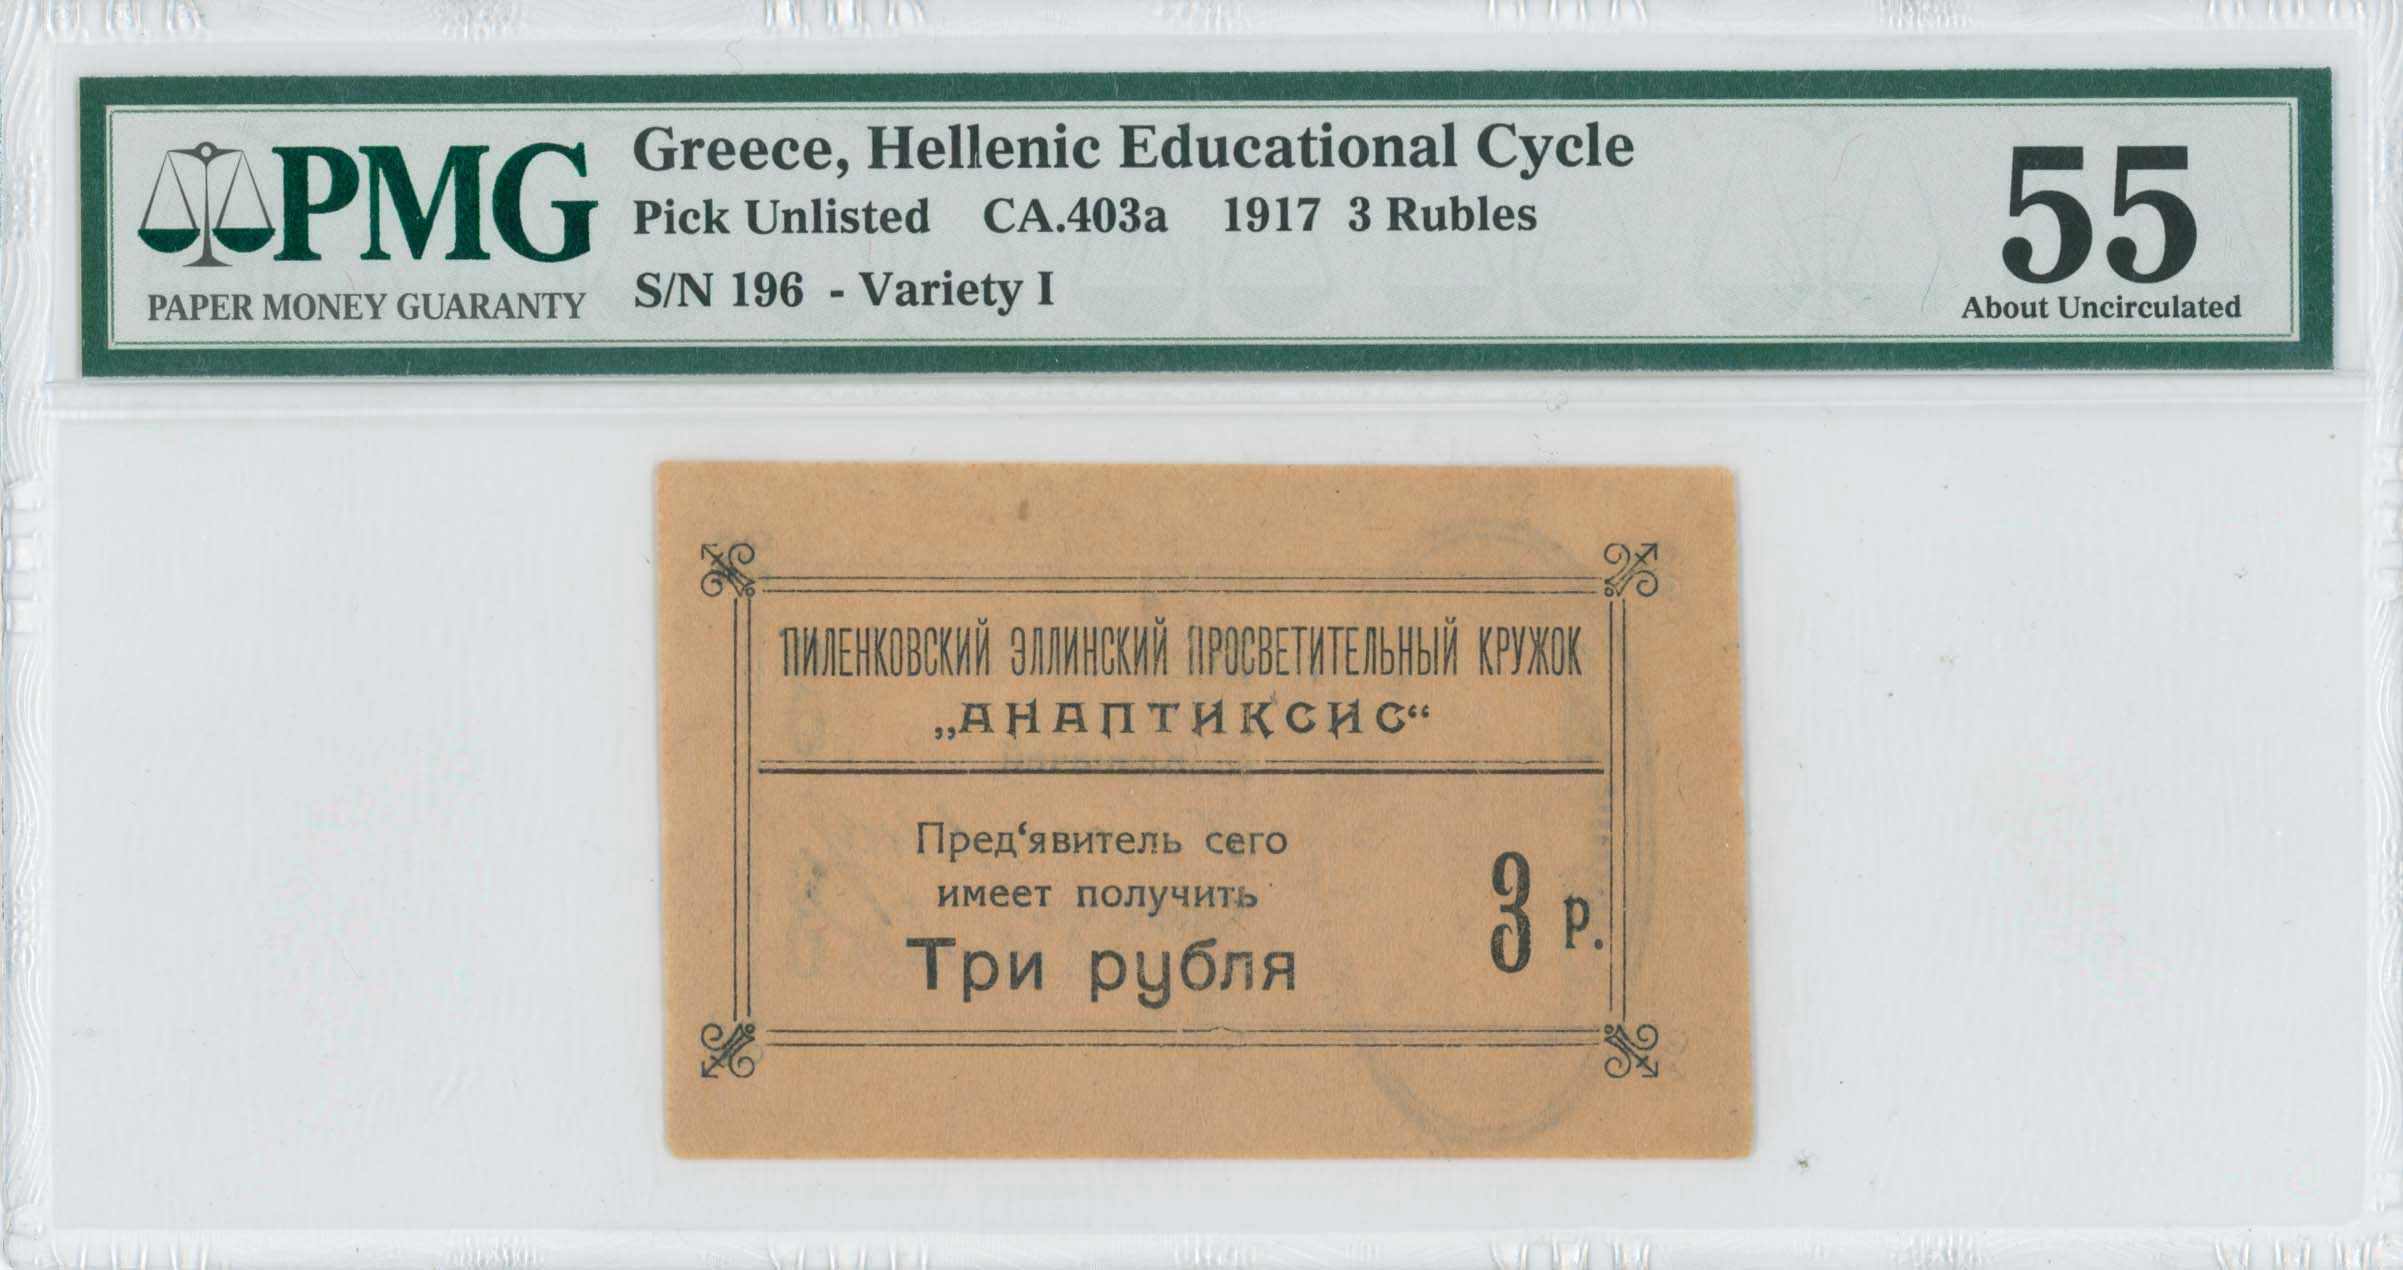 PMG
PAPER MONEY GUARANTY
Greece, Hellenic Educational Cycle
Pick Unlisted CA.403a 1917 3 Rubles
S/N 196 - Variety I
55
About Uncirculated
ПИЛЕНКОВСКИЙ ЭЛЛИНСКИЙ ПРОСВЕТИТЕЛЬНЫЙ КРУЖОК
„АНАПТИКСИС“
Пред‘явитель сего
имеет получить
Три рубля
3 р.